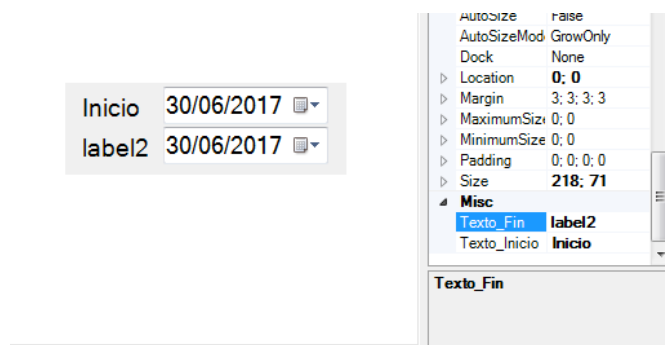 Inicio 30/06/2017
label2 30/06/2017
AutoSize False
AutoSizeMod GrowOnly
Dock None
Location 0; 0
Margin 3; 3; 3; 3
MaximumSiz 0; 0
MinimumSize 0; 0
Padding 0; 0; 0; 0
Size 218; 71
Misc
Texto_Fin label2
Texto_Inicio Inicio
Texto_Fin